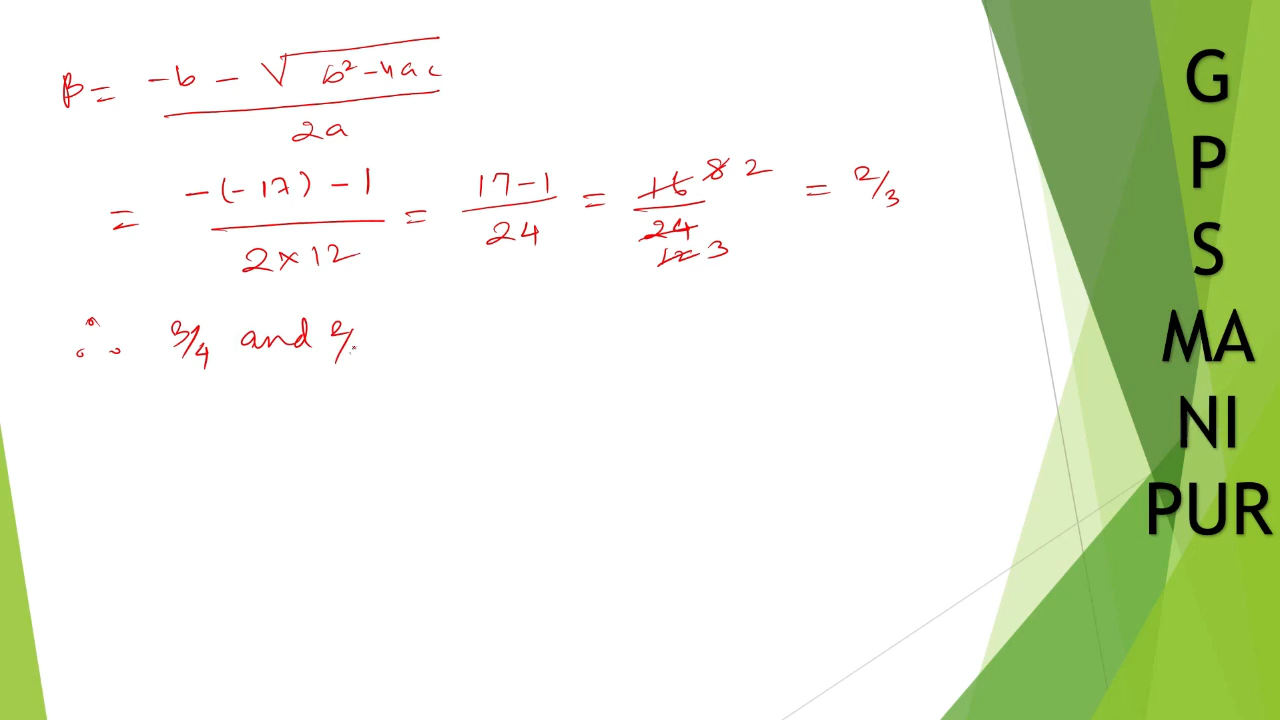 β = -b - √b²-4ac
2a
= -(-17) - 1 = 17-1 = 16 8 2 = 2/3
2×12 24 24 12 3
∴ 3/4 and 2/
G
P
S
MA
NI
PUR